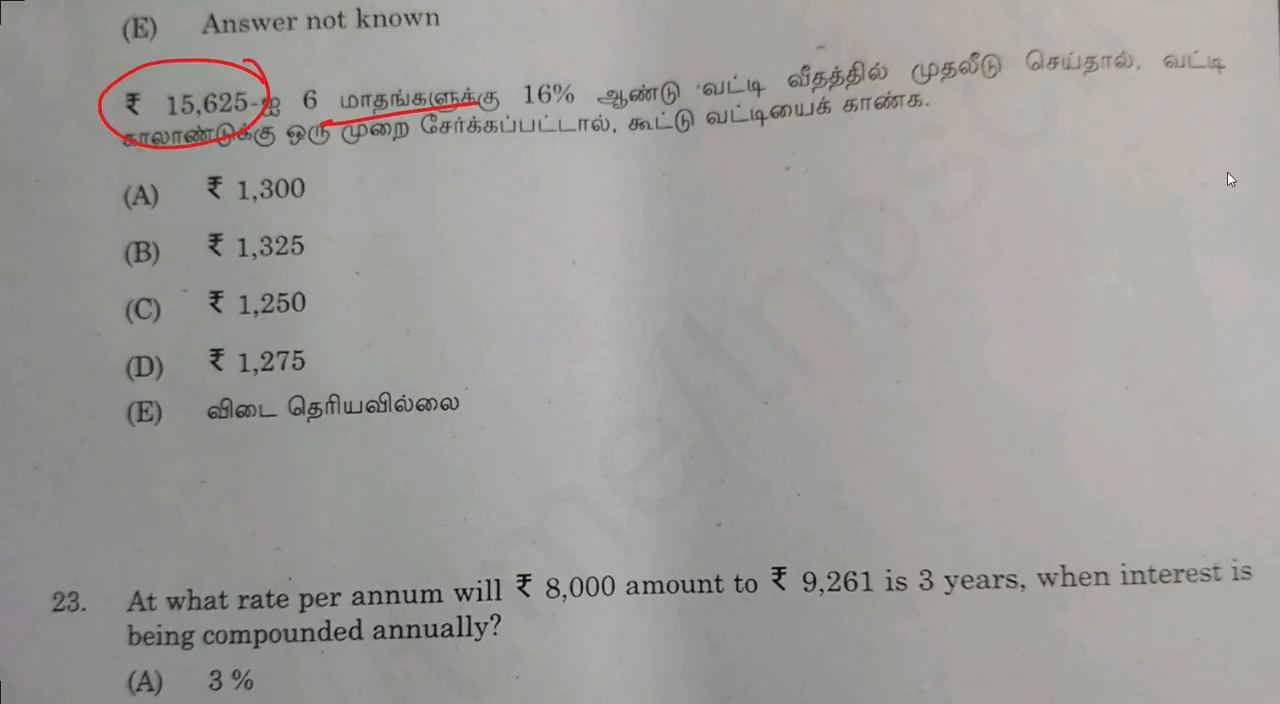 (E) Answer not known
₹ 15,625-ஐ 6 மாதங்களுக்கு 16% ஆண்டு வட்டி வீதத்தில் முதலீடு செய்தால், வட்டி
காலாண்டுக்கு ஒரு முறை சேர்க்கப்பட்டால், கூட்டு வட்டியைக் காண்க.
(A) ₹ 1,300
(B) ₹ 1,325
(C) ₹ 1,250
(D) ₹ 1,275
(E) விடை தெரியவில்லை
23. At what rate per annum will ₹ 8,000 amount to ₹ 9,261 is 3 years, when interest is
being compounded annually?
(A) 3 %